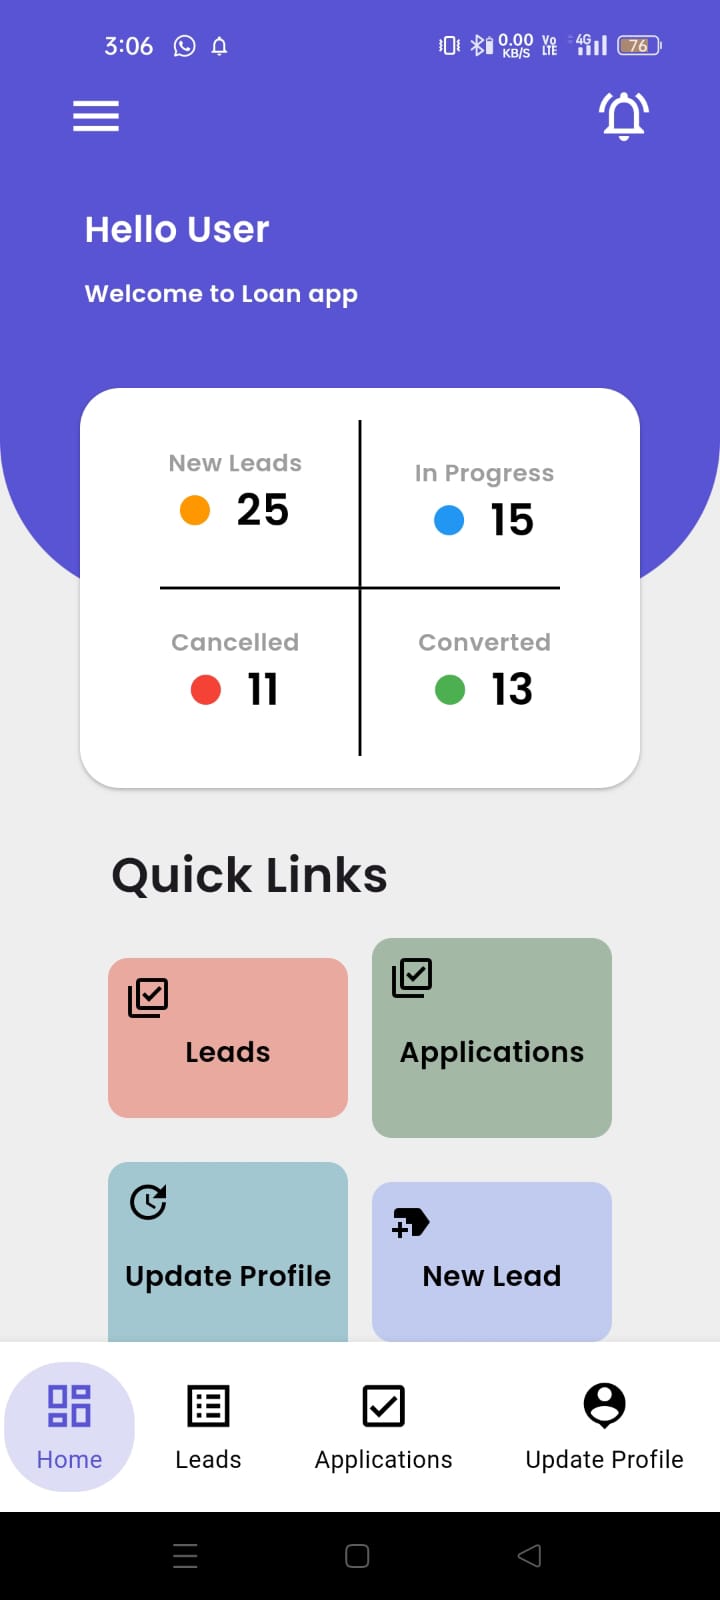 3:06 0.00 KB/S Vo LTE 4G 76
Hello User
Welcome to Loan app
New Leads
25
In Progress
15
Cancelled
11
Converted
13
Quick Links
Leads
Applications
Update Profile
New Lead
Home
Leads
Applications
Update Profile